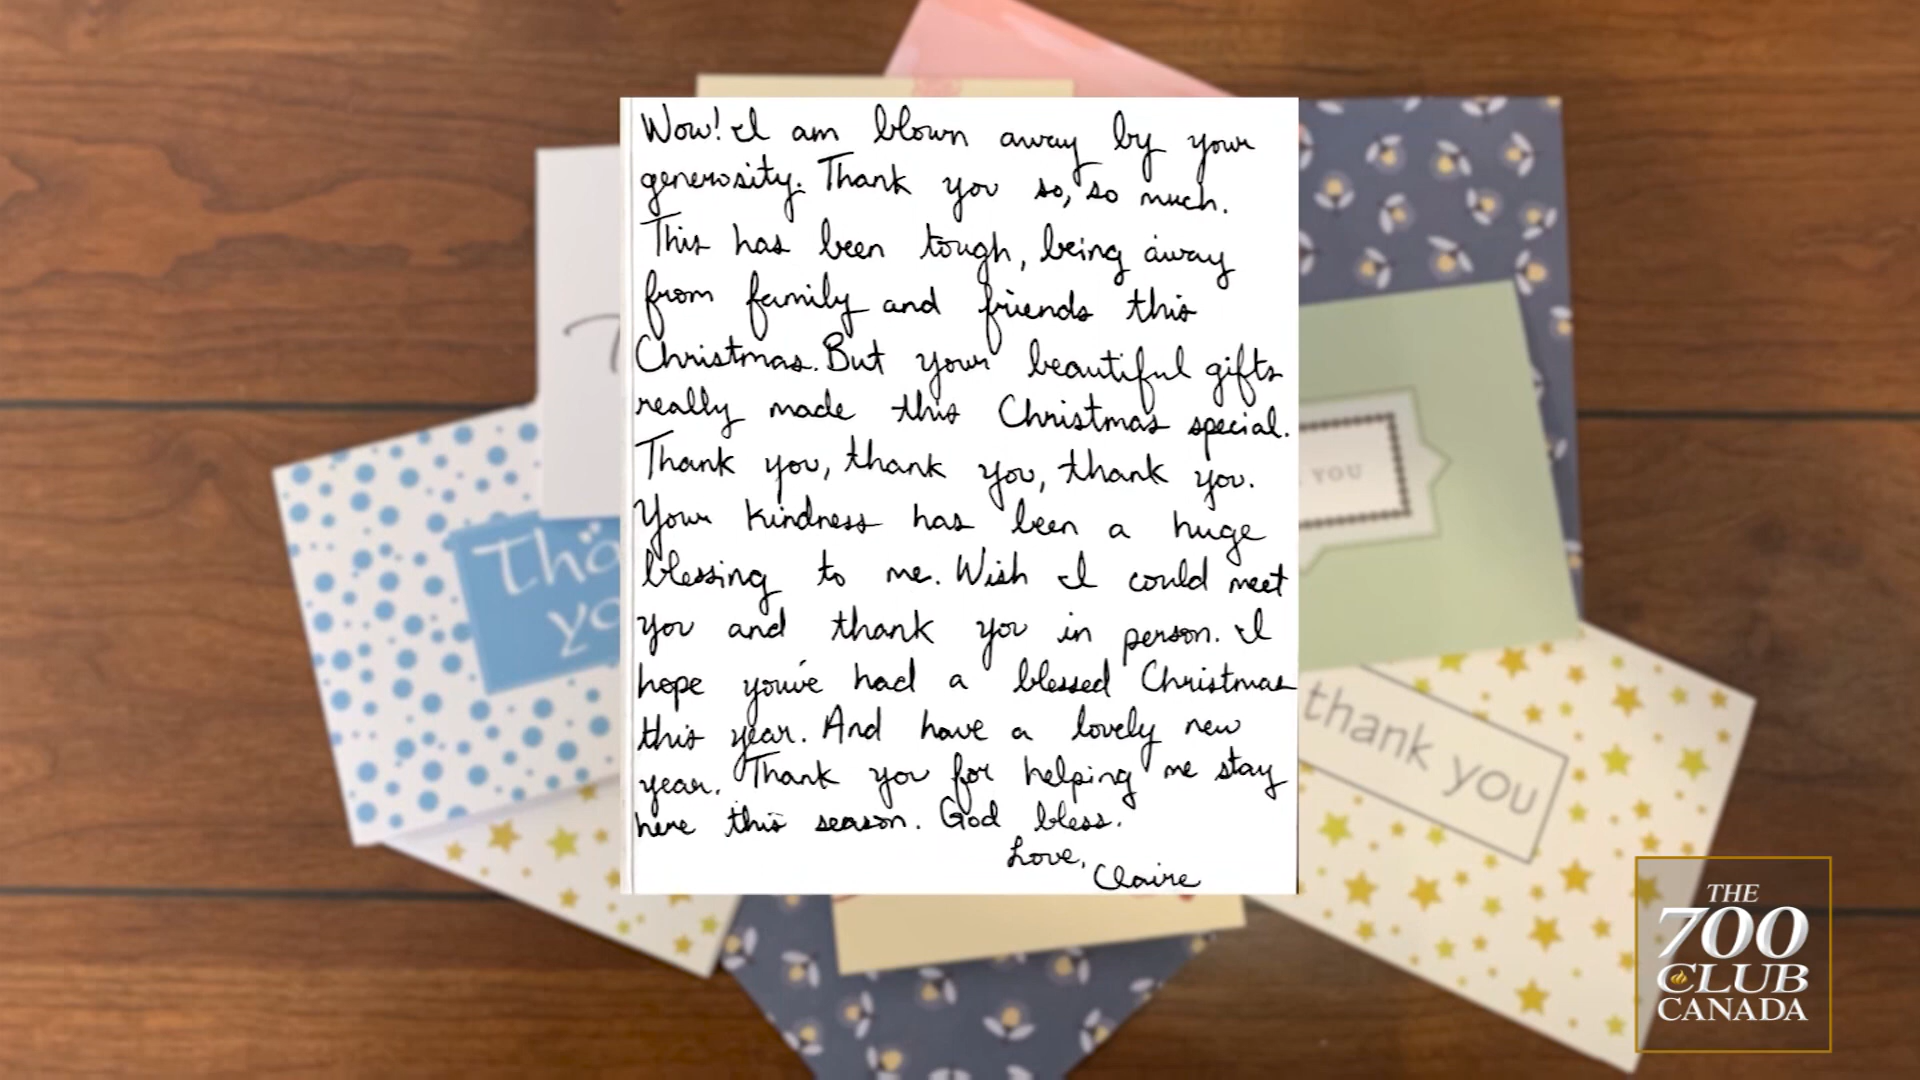 Wow! I am blown away by your
generosity. Thank you so, so much.
This has been tough, being away
from family and friends this
Christmas. But your beautiful gifts
really made this Christmas special.
Thank you, thank you, thank you.
Your kindness has been a huge
blessing to me. Wish I could meet
you and thank you in person. I
hope you've had a blessed Christmas
this year. And have a lovely new
year. Thank you for helping me stay
here this season. God bless.
Love,
Claire
YOU
thank you
THE
700
CLUB
CANADA